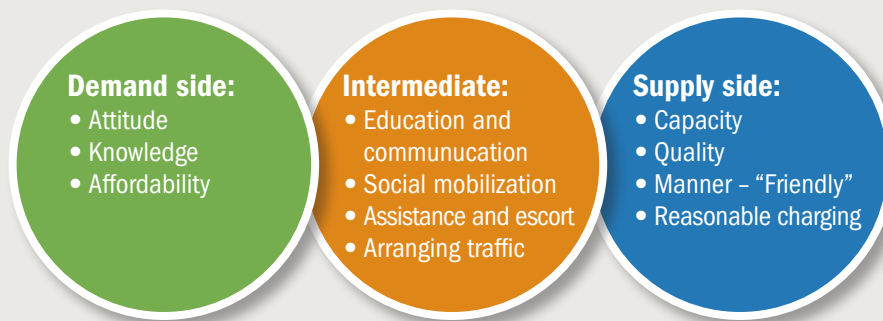 Demand side:
• Attitude
• Knowledge
• Affordability
Intermediate:
• Education and
communucation
• Social mobilization
• Assistance and escort
• Arranging traffic
Supply side:
• Capacity
• Quality
• Manner – “Friendly”
• Reasonable charging